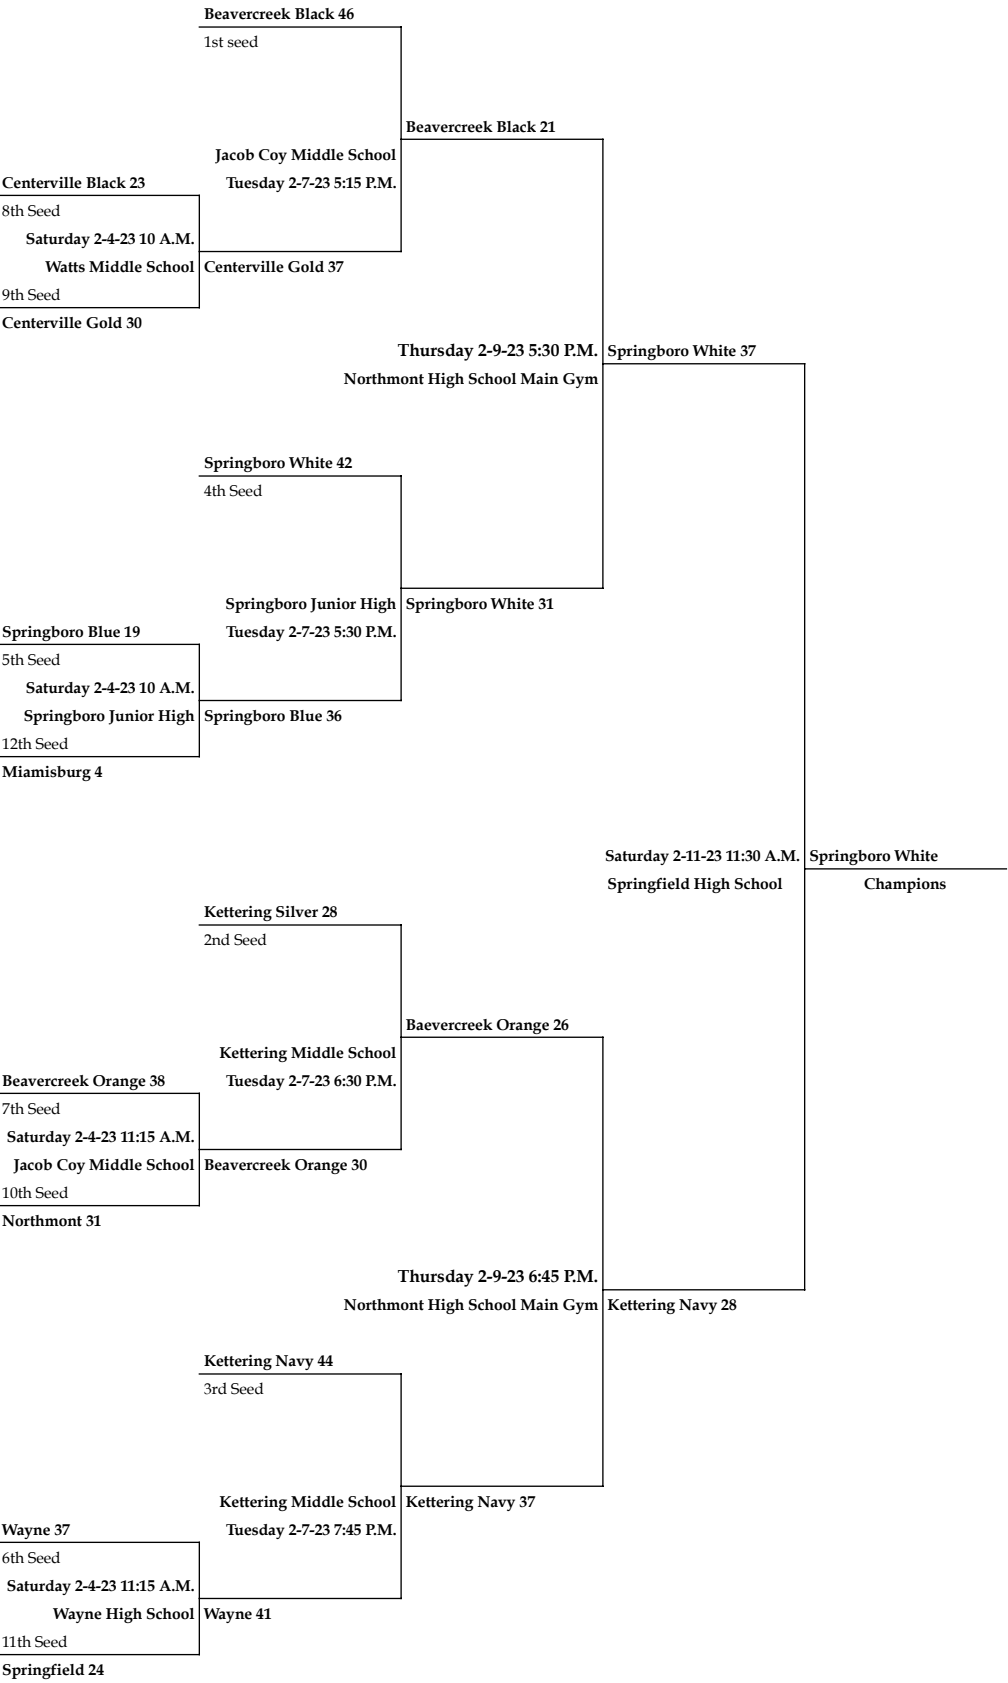 Beavercreek Black 46
1st seed
Beavercreek Black 21
Jacob Coy Middle School
Centerville Black 23
Tuesday 2-7-23 5:15 P.M.
8th Seed
Saturday 2-4-23 10 A.M.
Watts Middle School
Centerville Gold 37
9th Seed
Centerville Gold 30
Thursday 2-9-23 5:30 P.M.
Springboro White 37
Northmont High School Main Gym
Springboro White 42
4th Seed
Springboro Junior High
Springboro White 31
Springboro Blue 19
Tuesday 2-7-23 5:30 P.M.
5th Seed
Saturday 2-4-23 10 A.M.
Springboro Junior High
Springboro Blue 36
12th Seed
Miamisburg 4
Saturday 2-11-23 11:30 A.M.
Springboro White
Springfield High School
Champions
Kettering Silver 28
2nd Seed
Baevercreek Orange 26
Kettering Middle School
Beavercreek Orange 38
Tuesday 2-7-23 6:30 P.M.
7th Seed
Saturday 2-4-23 11:15 A.M.
Jacob Coy Middle School
Beavercreek Orange 30
10th Seed
Northmont 31
Thursday 2-9-23 6:45 P.M.
Northmont High School Main Gym
Kettering Navy 28
Kettering Navy 44
3rd Seed
Kettering Middle School
Kettering Navy 37
Wayne 37
Tuesday 2-7-23 7:45 P.M.
6th Seed
Saturday 2-4-23 11:15 A.M.
Wayne High School
Wayne 41
11th Seed
Springfield 24